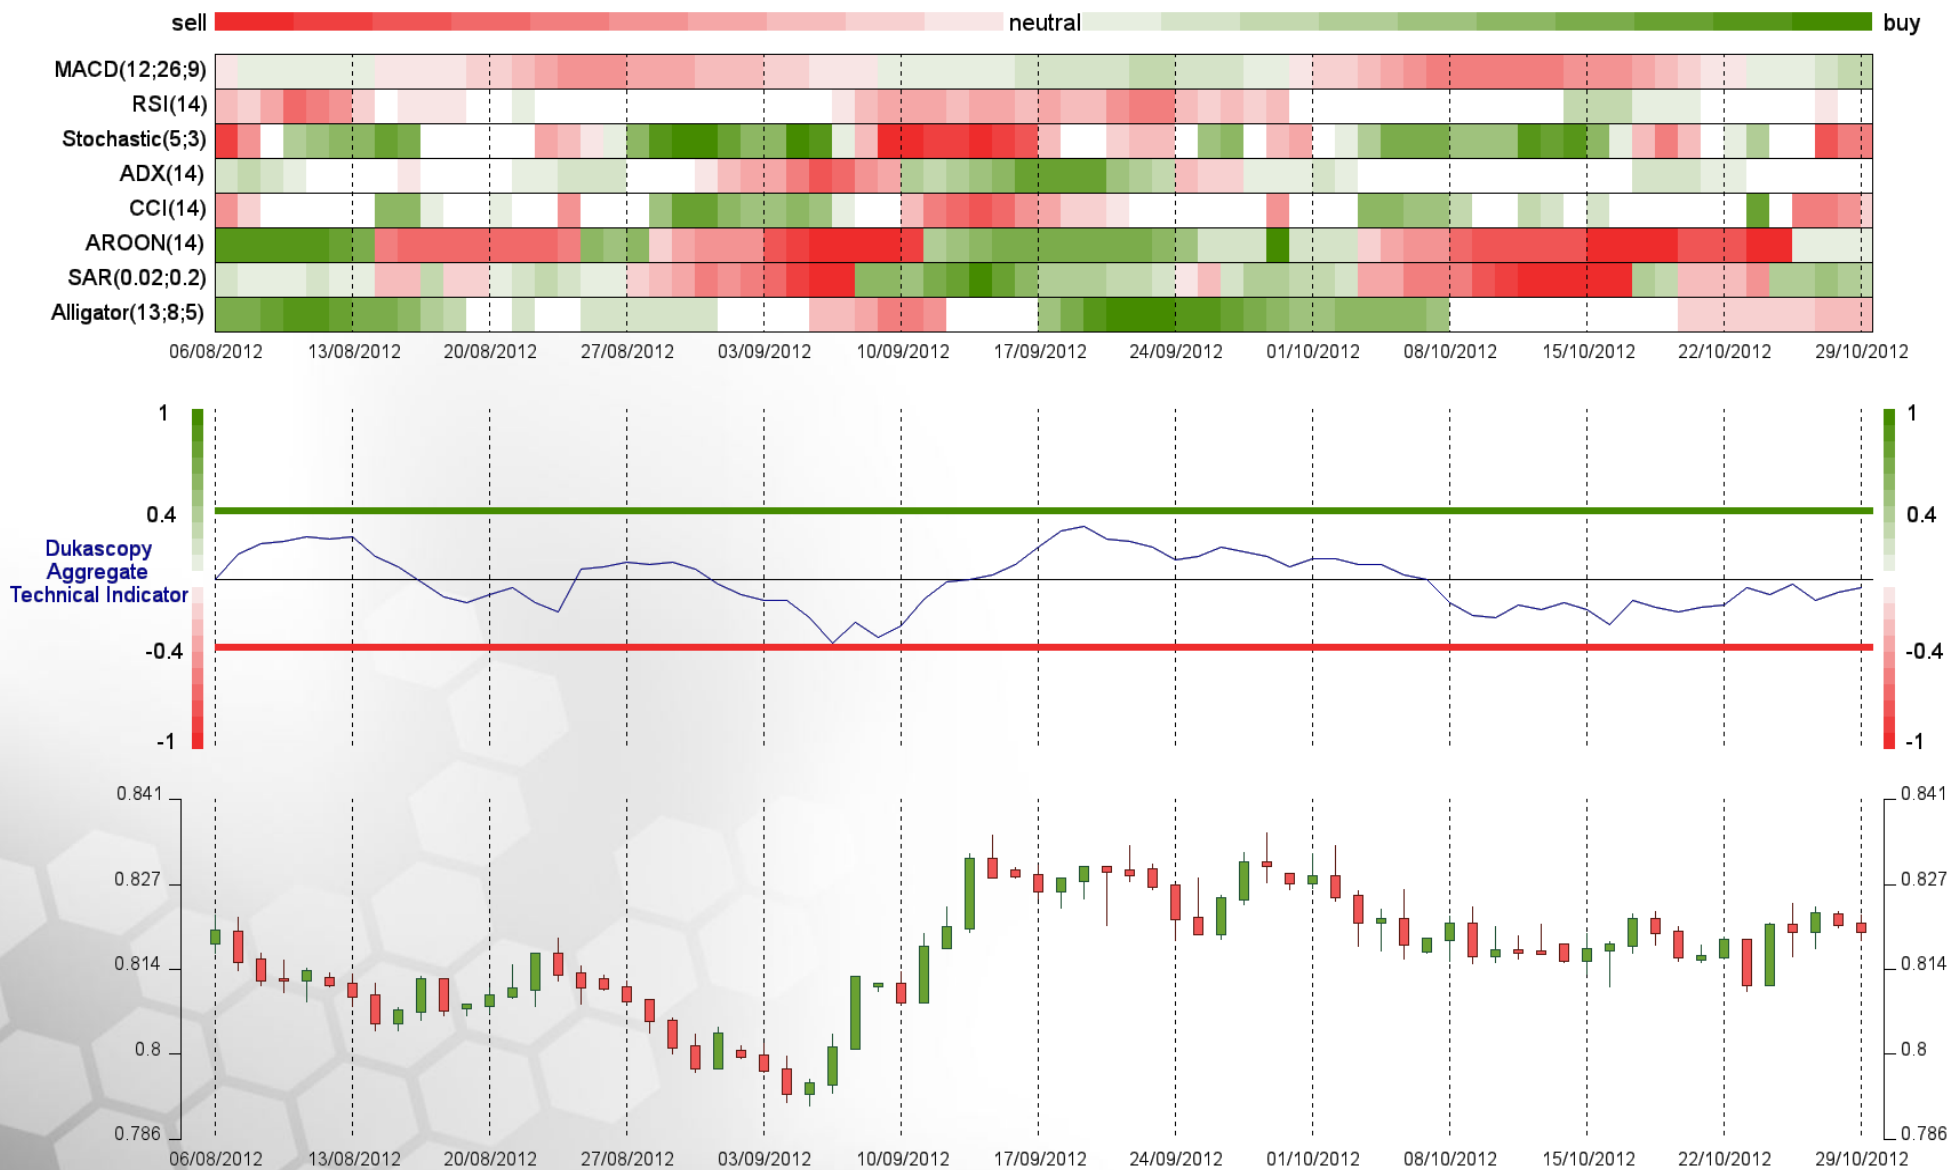 sell neutral buy
MACD(12;26;9)
RSI(14)
Stochastic(5;3)
ADX(14)
CCI(14)
AROON(14)
SAR(0.02;0.2)
Alligator(13;8;5)
06/08/2012 13/08/2012 20/08/2012 27/08/2012 03/09/2012 10/09/2012 17/09/2012 24/09/2012 01/10/2012 08/10/2012 15/10/2012 22/10/2012 29/10/2012
1 1
0.4 0.4
Dukascopy
Aggregate
Technical Indicator
-0.4 -0.4
-1 -1
0.841 0.841
0.827 0.827
0.814 0.814
0.8 0.8
0.786 0.786
06/08/2012 13/08/2012 20/08/2012 27/08/2012 03/09/2012 10/09/2012 17/09/2012 24/09/2012 01/10/2012 08/10/2012 15/10/2012 22/10/2012 29/10/2012